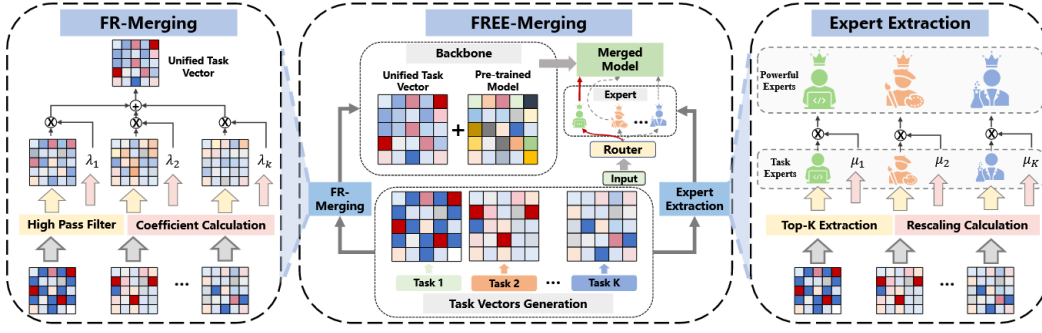 FR-Merging
Unified Task
Vector
λ1
λ2
λk
High Pass Filter
Coefficient Calculation
...
FREE-Merging
Backbone
Unified Task
Vector
Pre-trained
Model
Merged
Model
Expert
...
Router
Input
FR-
Merging
Expert
Extraction
...
Task 1
Task 2
...
Task K
Task Vectors Generation
Expert Extraction
Powerful
Experts
Task
Experts
μ1
μ2
μK
Top-K Extraction
Rescaling Calculation
...